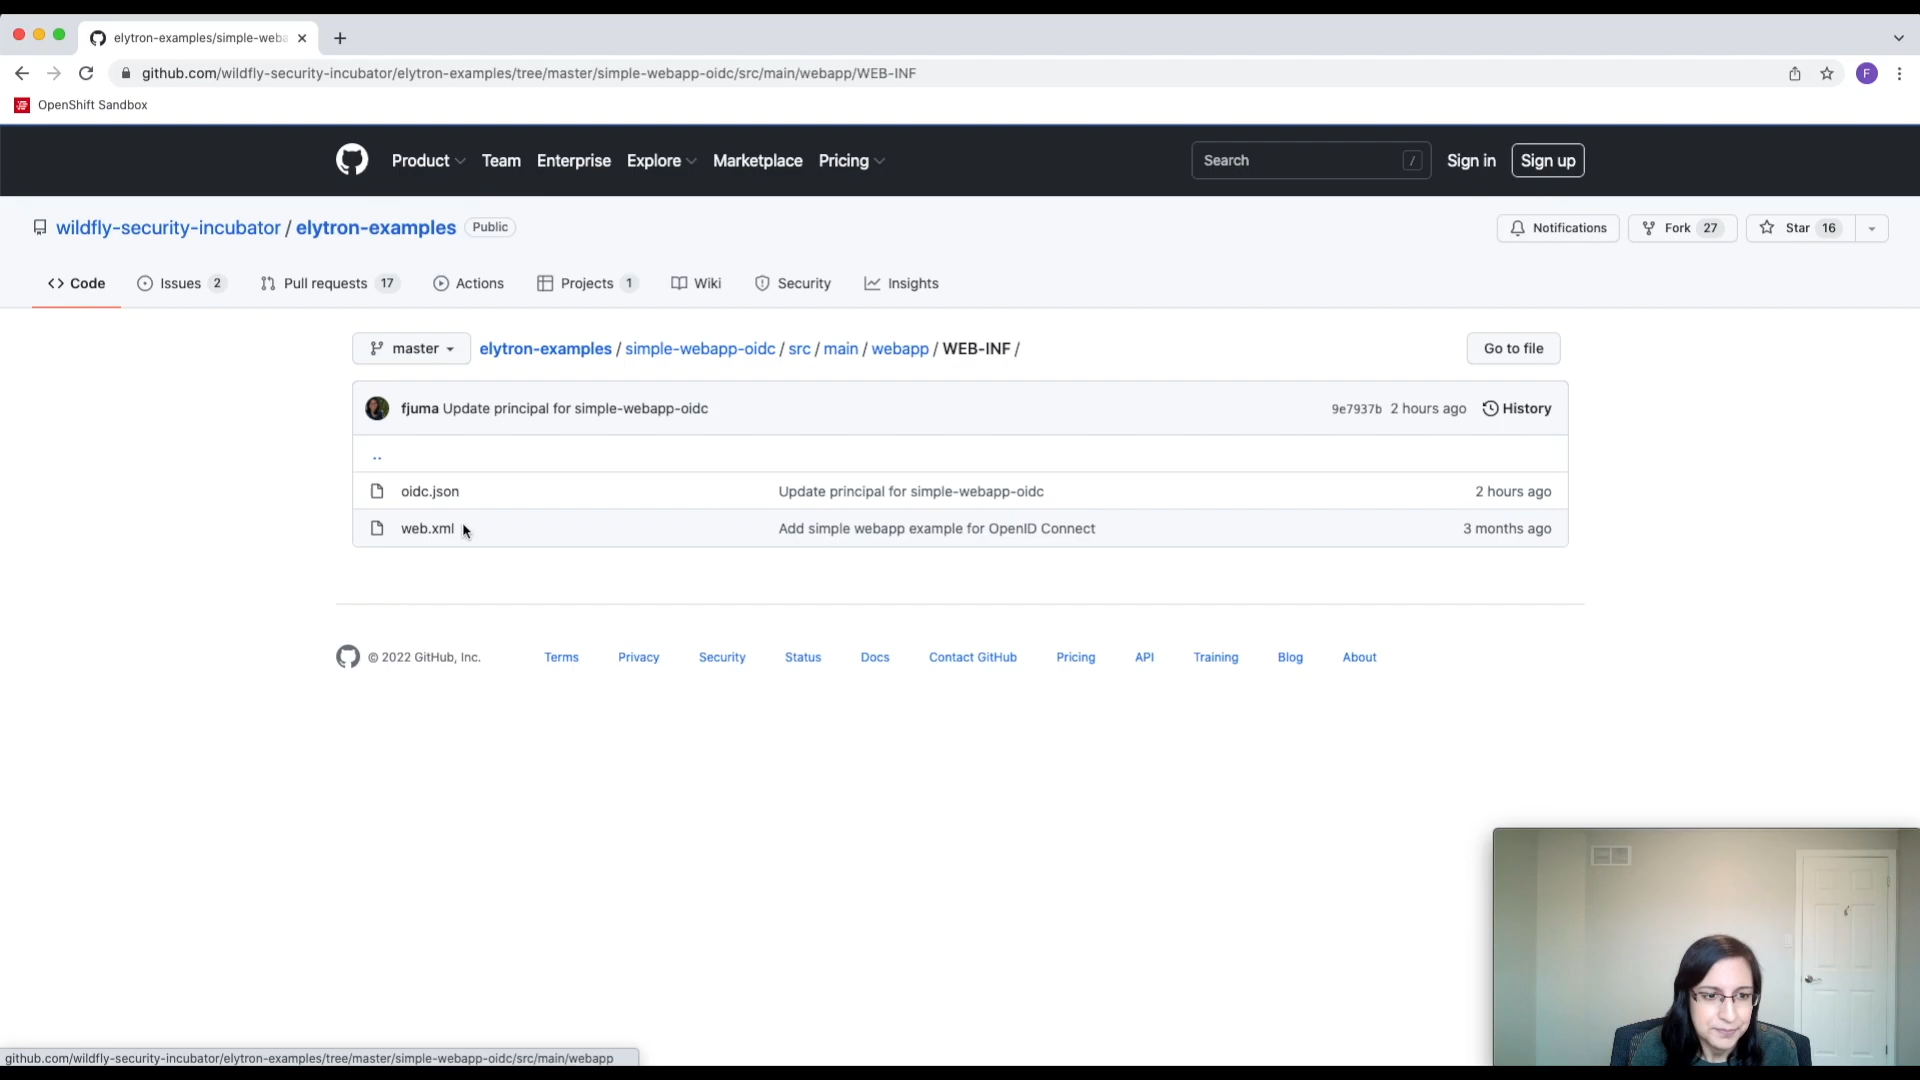 elytron-examples/simple-weba
github.com/wildfly-security-incubator/elytron-examples/tree/master/simple-webapp-oidc/src/main/webapp/WEB-INF
F
OpenShift Sandbox
Product Team Enterprise Explore Marketplace Pricing Search / Sign in Sign up
wildfly-security-incubator / elytron-examples Public Notifications Fork 27 Star 16
<> Code Issues 2 Pull requests 17 Actions Projects 1 Wiki Security Insights
master elytron-examples / simple-webapp-oidc / src / main / webapp / WEB-INF / Go to file
fjuma Update principal for simple-webapp-oidc 9e7937b 2 hours ago History
..
oidc.json Update principal for simple-webapp-oidc 2 hours ago
web.xml Add simple webapp example for OpenID Connect 3 months ago
© 2022 GitHub, Inc. Terms Privacy Security Status Docs Contact GitHub Pricing API Training Blog About
github.com/wildfly-security-incubator/elytron-examples/tree/master/simple-webapp-oidc/src/main/webapp